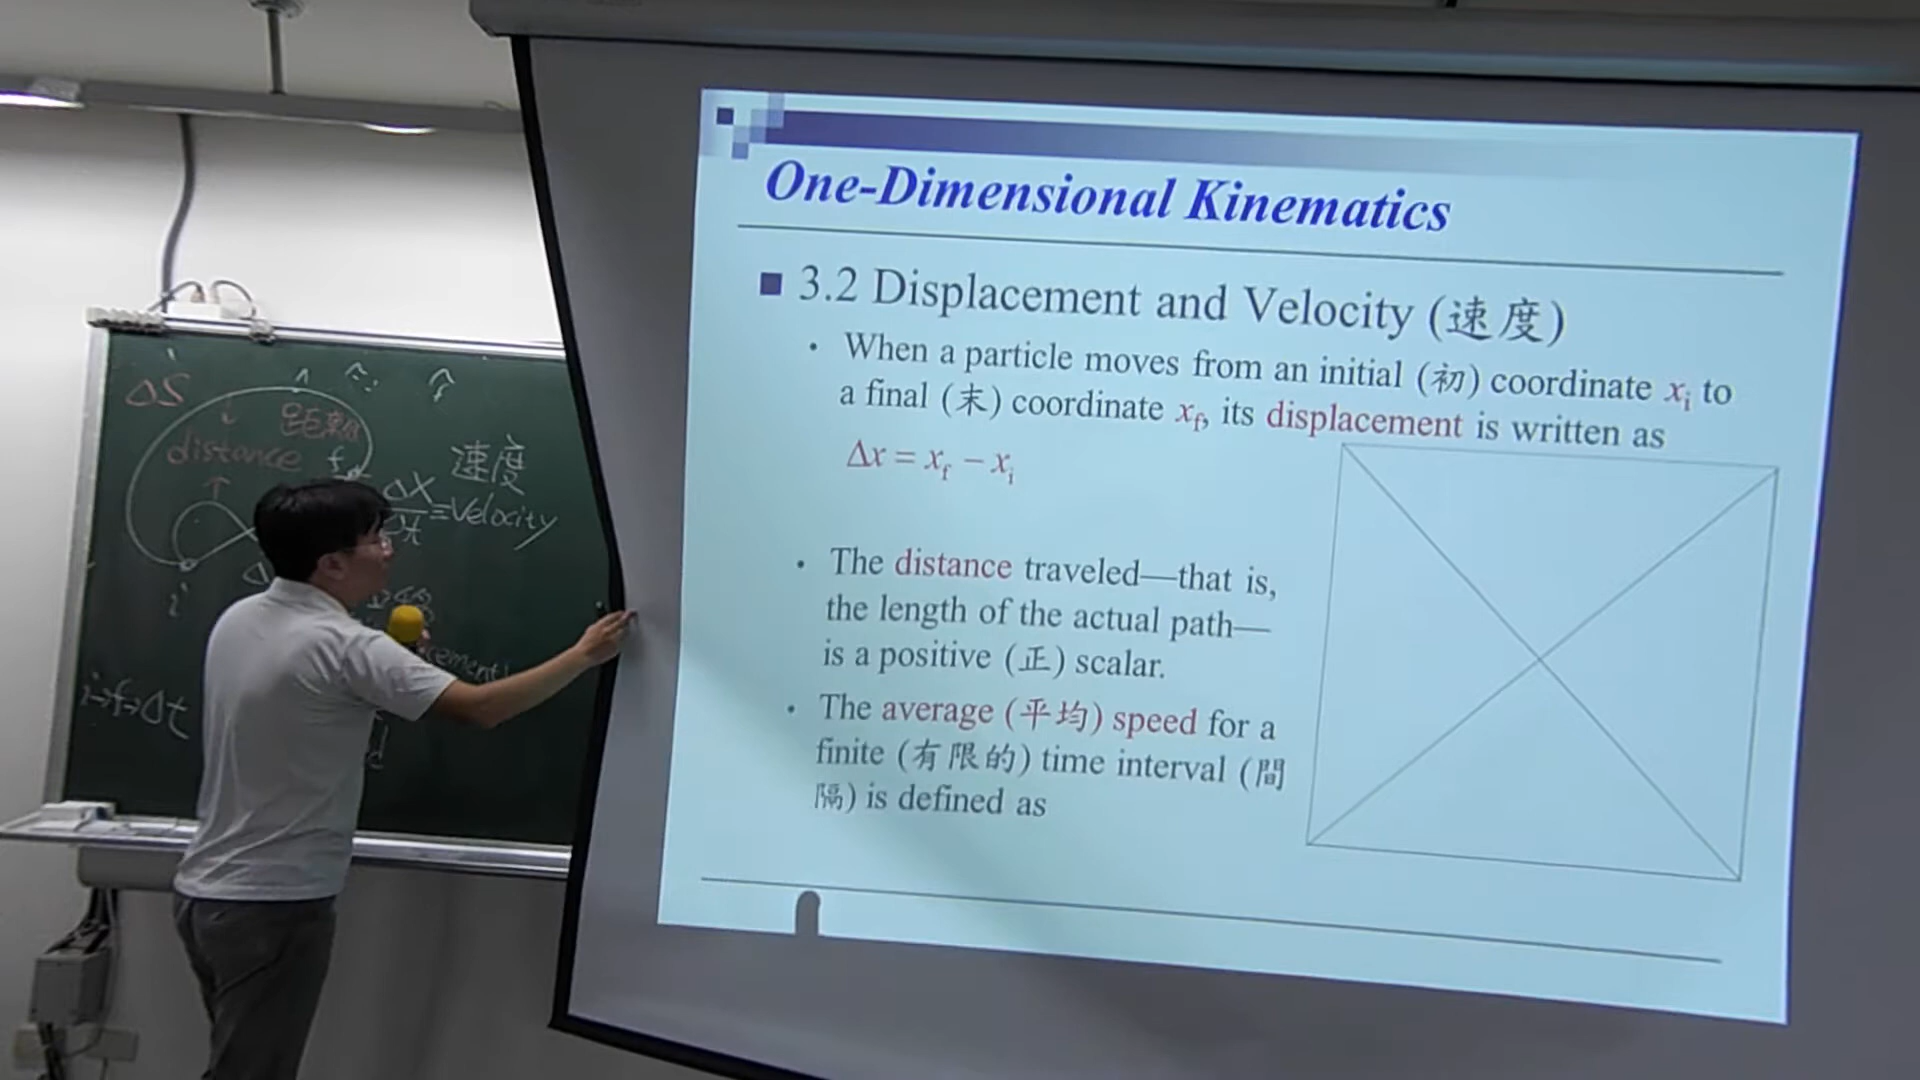 ΔS
距離
distance
f
速度
ΔX/Δt = Velocity
i
i→f→Δt
One-Dimensional Kinematics
3.2 Displacement and Velocity (速度)
• When a particle moves from an initial (初) coordinate xi to
a final (末) coordinate xf, its displacement is written as
Δx = xf − xi
• The distance traveled—that is,
the length of the actual path—
is a positive (正) scalar.
• The average (平均) speed for a
finite (有限的) time interval (間
隔) is defined as